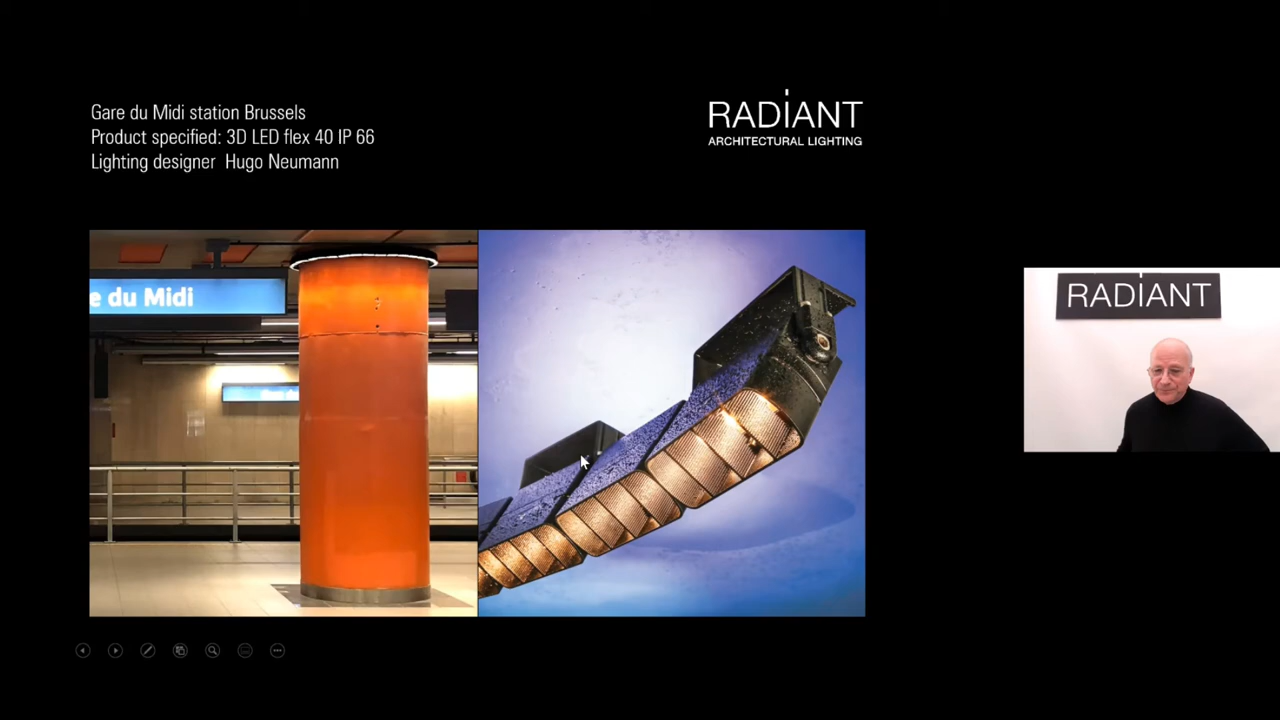 Gare du Midi station Brussels
Product specified: 3D LED flex 40 IP 66
Lighting designer Hugo Neumann
RADiANT
ARCHITECTURAL LIGHTING
e du Midi
RADiANT